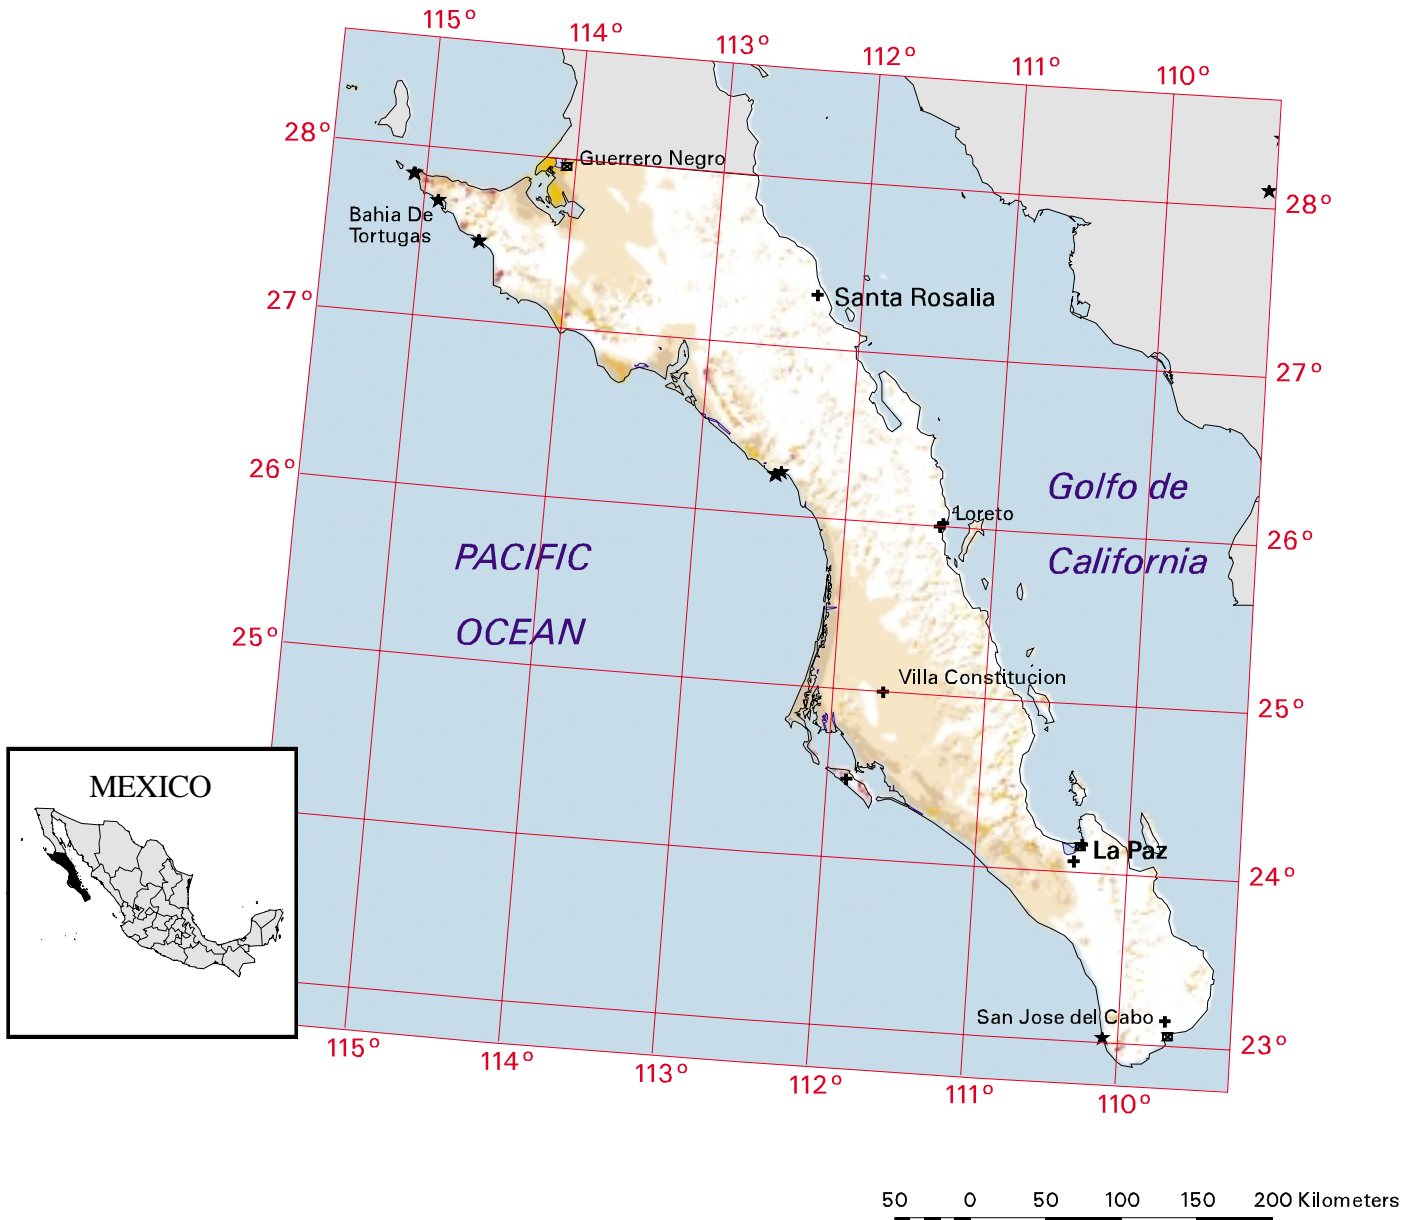 115°
114°
113°
112°
111°
110°
28°
Guerrero Negro
28°
Bahia De
Tortugas
27°
Santa Rosalia
27°
26°
Golfo de
Loreto
26°
PACIFIC
California
OCEAN
25°
Villa Constitucion
25°
MEXICO
La Paz
24°
San Jose del Cabo
23°
115°
114°
113°
112°
111°
110°
50 0 50 100 150 200 Kilometers